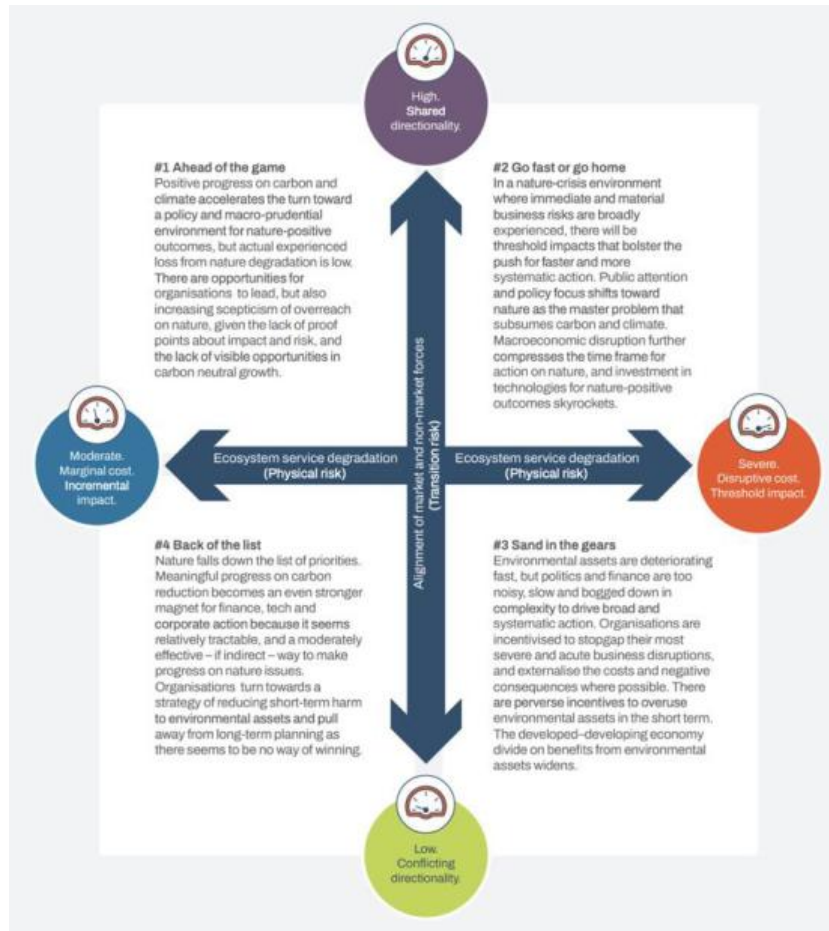 High.
Shared
directionality.
#1 Ahead of the game
Positive progress on carbon and
climate accelerates the turn toward
a policy and macro-prudential
environment for nature-positive
outcomes, but actual experienced
loss from nature degradation is low.
There are opportunities for
organisations to lead, but also
increasing scepticism of overreach
on nature, given the lack of proof
points about impact and risk, and
the lack of visible opportunities in
carbon neutral growth.
#2 Go fast or go home
In a nature-crisis environment
where immediate and material
business risks are broadly
experienced, there will be
threshold impacts that bolster the
push for faster and more
systematic action. Public attention
and policy focus shifts toward
nature as the master problem that
subsumes carbon and climate.
Macroeconomic disruption further
compresses the time frame for
action on nature, and investment in
technologies for nature-positive
outcomes skyrockets.
Moderate.
Marginal cost.
Incremental
impact.
Ecosystem service degradation
(Physical risk)
Alignment of market and non-market forces
(Transition risk)
Ecosystem service degradation
(Physical risk)
Severe.
Disruptive cost.
Threshold impact.
#4 Back of the list
Nature falls down the list of priorities.
Meaningful progress on carbon
reduction becomes an even stronger
magnet for finance, tech and
corporate action because it seems
relatively tractable, and a moderately
effective – if indirect – way to make
progress on nature issues.
Organisations turn towards a
strategy of reducing short-term harm
to environmental assets and pull
away from long-term planning as
there seems to be no way of winning.
#3 Sand in the gears
Environmental assets are deteriorating
fast, but politics and finance are too
noisy, slow and bogged down in
complexity to drive broad and
systematic action. Organisations are
incentivised to stopgap their most
severe and acute business disruptions,
and externalise the costs and negative
consequences where possible. There
are perverse incentives to overuse
environmental assets in the short term.
The developed–developing economy
divide on benefits from environmental
assets widens.
Low.
Conflicting
directionality.